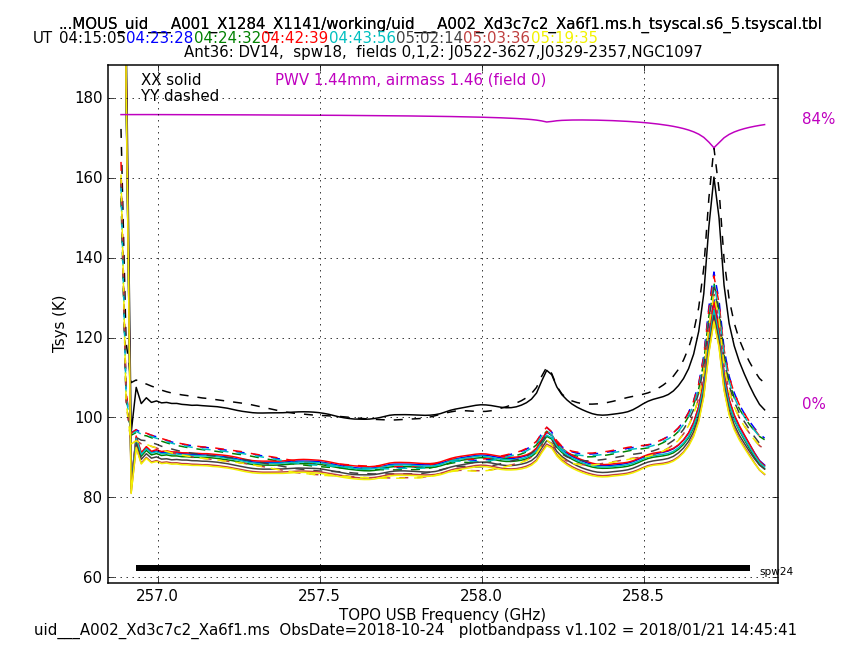 ...MOUS_uid___A001_X1284_X1141/working/uid___A002_Xd3c7c2_Xa6f1.ms.h_tsyscal.s6_5.tsyscal.tbl
UT 04:15:05 04:23:28 04:24:32 04:42:39 04:43:56 05:02:14 05:03:36 05:19:35
Ant36: DV14,  spw18,  fields 0,1,2: J0522-3627,J0329-2357,NGC1097
XX solid
PWV 1.44mm, airmass 1.46 (field 0)
YY dashed
180
84%
160
140
Tsys (K)
120
0%
100
80
60
spw24
257.0 257.5 258.0 258.5
TOPO USB Frequency (GHz)
uid___A002_Xd3c7c2_Xa6f1.ms  ObsDate=2018-10-24  plotbandpass v1.102 = 2018/01/21 14:45:41